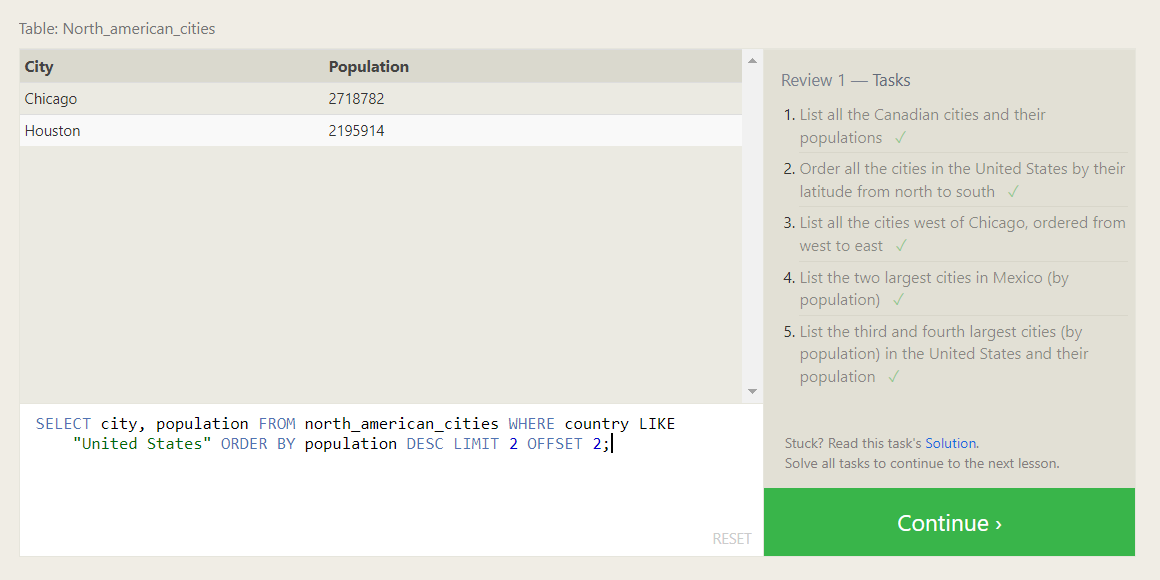 Table: North_american_cities
City Population
Chicago 2718782
Houston 2195914
SELECT city, population FROM north_american_cities WHERE country LIKE
"United States" ORDER BY population DESC LIMIT 2 OFFSET 2;
RESET
Review 1 — Tasks
1. List all the Canadian cities and their
populations ✓
2. Order all the cities in the United States by their
latitude from north to south ✓
3. List all the cities west of Chicago, ordered from
west to east ✓
4. List the two largest cities in Mexico (by
population) ✓
5. List the third and fourth largest cities (by
population) in the United States and their
population ✓
Stuck? Read this task's Solution.
Solve all tasks to continue to the next lesson.
Continue ›